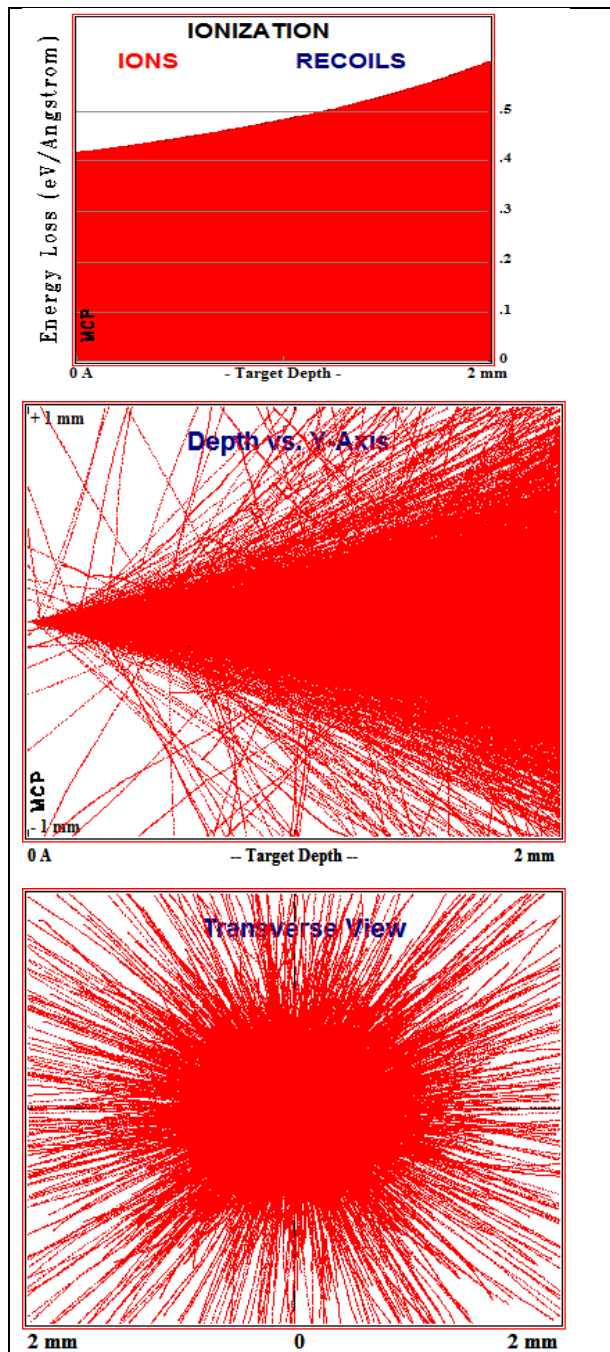 IONIZATION
IONS RECOILS
Energy Loss (eV/Angstrom)
.5
.4
.3
.2
.1
0
MCP
0 A - Target Depth - 2 mm
+ 1 mm
Depth vs. Y-Axis
MCP
- 1 mm
0 A -- Target Depth -- 2 mm
Transverse View
2 mm 0 2 mm